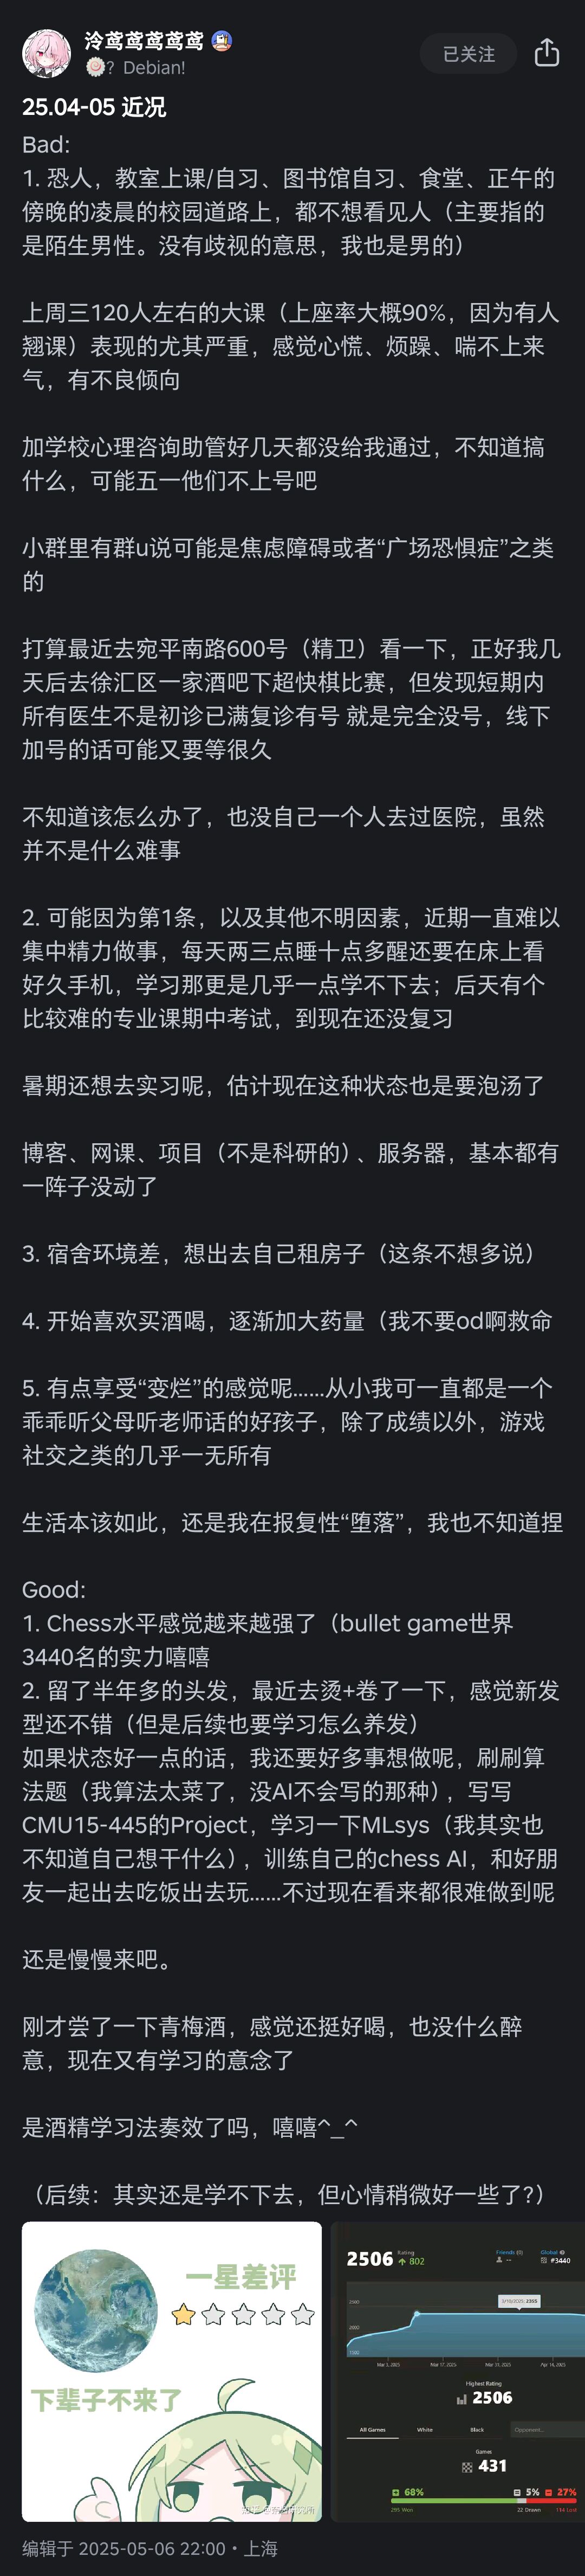 泠鸢鸢鸢鸢鸢
🍥? Debian!
已关注
25.04-05 近况
Bad:
1. 恐人，教室上课/自习、图书馆自习、食堂、正午的
傍晚的凌晨的校园道路上，都不想看见人（主要指的
是陌生男性。没有歧视的意思，我也是男的）
上周三120人左右的大课（上座率大概90%，因为有人
翘课）表现的尤其严重，感觉心慌、烦躁、喘不上来
气，有不良倾向
加学校心理咨询助管好几天都没给我通过，不知道搞
什么，可能五一他们不上号吧
小群里有群u说可能是焦虑障碍或者“广场恐惧症”之类
的
打算最近去宛平南路600号（精卫）看一下，正好我几
天后去徐汇区一家酒吧下超快棋比赛，但发现短期内
所有医生不是初诊已满复诊有号 就是完全没号，线下
加号的话可能又要等很久
不知道该怎么办了，也没自己一个人去过医院，虽然
并不是什么难事
2. 可能因为第1条，以及其他不明因素，近期一直难以
集中精力做事，每天两三点睡十点多醒还要在床上看
好久手机，学习那更是几乎一点学不下去；后天有个
比较难的专业课期中考试，到现在还没复习
暑期还想去实习呢，估计现在这种状态也是要泡汤了
博客、网课、项目（不是科研的）、服务器，基本都有
一阵子没动了
3. 宿舍环境差，想出去自己租房子（这条不想多说）
4. 开始喜欢买酒喝，逐渐加大药量（我不要od啊救命
5. 有点享受“变烂”的感觉呢……从小我可一直都是一个
乖乖听父母听老师话的好孩子，除了成绩以外，游戏
社交之类的几乎一无所有
生活本该如此，还是我在报复性“堕落”，我也不知道捏
Good:
1. Chess水平感觉越来越强了（bullet game世界
3440名的实力嘻嘻
2. 留了半年多的头发，最近去烫+卷了一下，感觉新发
型还不错（但是后续也要学习怎么养发）
如果状态好一点的话，我还要好多事想做呢，刷刷算
法题（我算法太菜了，没AI不会写的那种），写写
CMU15-445的Project，学习一下MLsys（我其实也
不知道自己想干什么），训练自己的chess AI，和好朋
友一起出去吃饭出去玩……不过现在看来都很难做到呢
还是慢慢来吧。
刚才尝了一下青梅酒，感觉还挺好喝，也没什么醉
意，现在又有学习的意念了
是酒精学习法奏效了吗，嘻嘻^_^
（后续：其实还是学不下去，但心情稍微好一些了?）
一星差评
下辈子不来了
2506 Rating 802
Friends (0) --
Global #3440
2500
2000
1500
3/10/2025: 2355
Mar 3, 2025
Mar 17, 2025
Mar 31, 2025
Apr 14, 2025
Highest Rating
2506
All Games
White
Black
Opponent...
Games
431
68%
5%
27%
295 Won
22 Drawn
114 Lost
编辑于 2025-05-06 22:00・上海